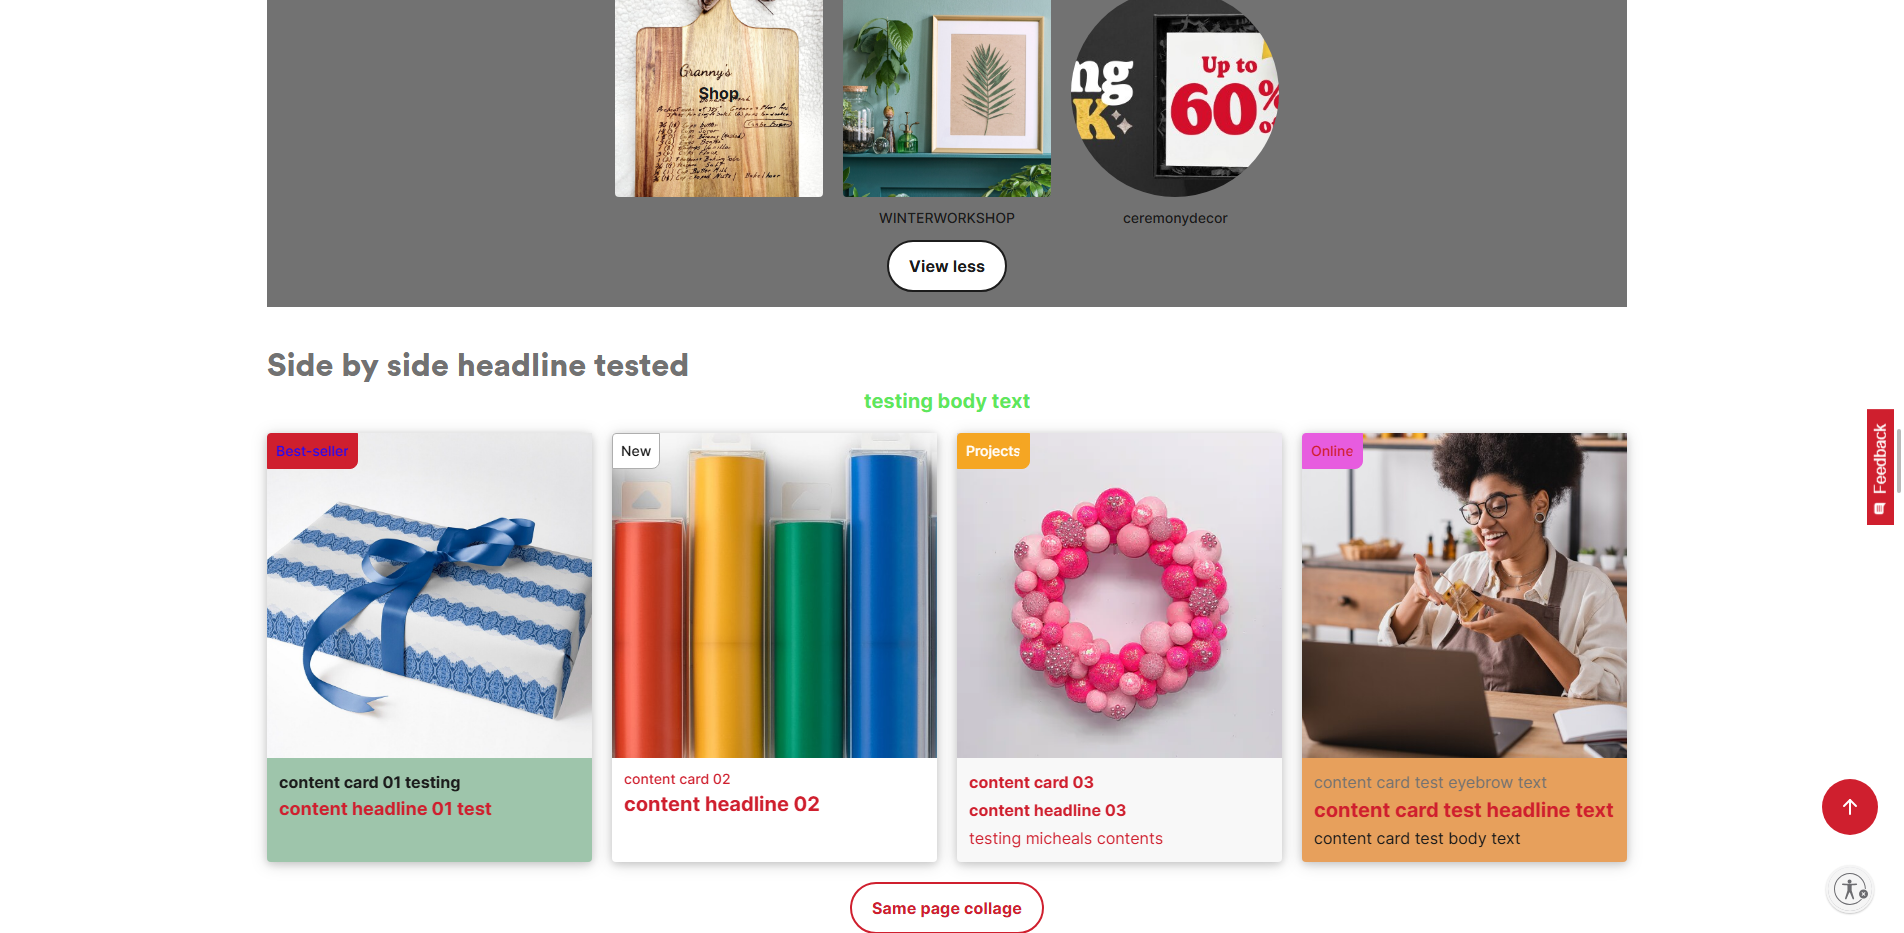 Granny's
Shop
ng
K
Up to
60%
WINTERWORKSHOP
ceremonydecor
View less
Side by side headline tested
testing body text
Best-seller
New
Projects
Online
content card 01 testing
content headline 01 test
content card 02
content headline 02
content card 03
content headline 03
testing micheals contents
content card test eyebrow text
content card test headline text
content card test body text
Same page collage
Feedback